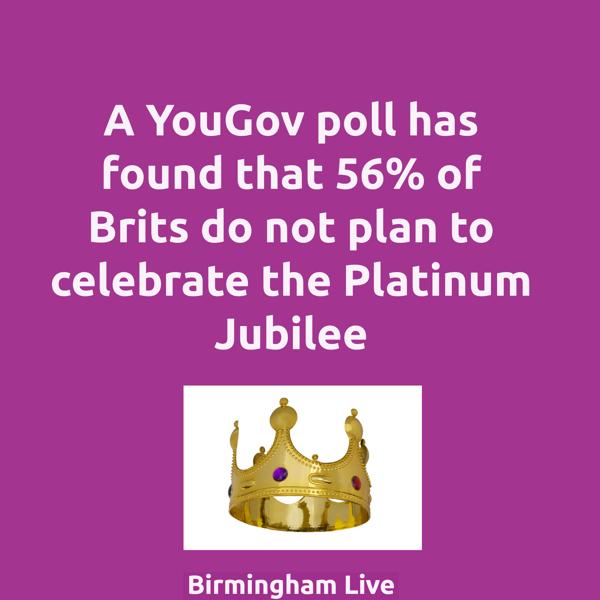 A YouGov poll has
found that 56% of
Brits do not plan to
celebrate the Platinum
Jubilee
Birmingham Live